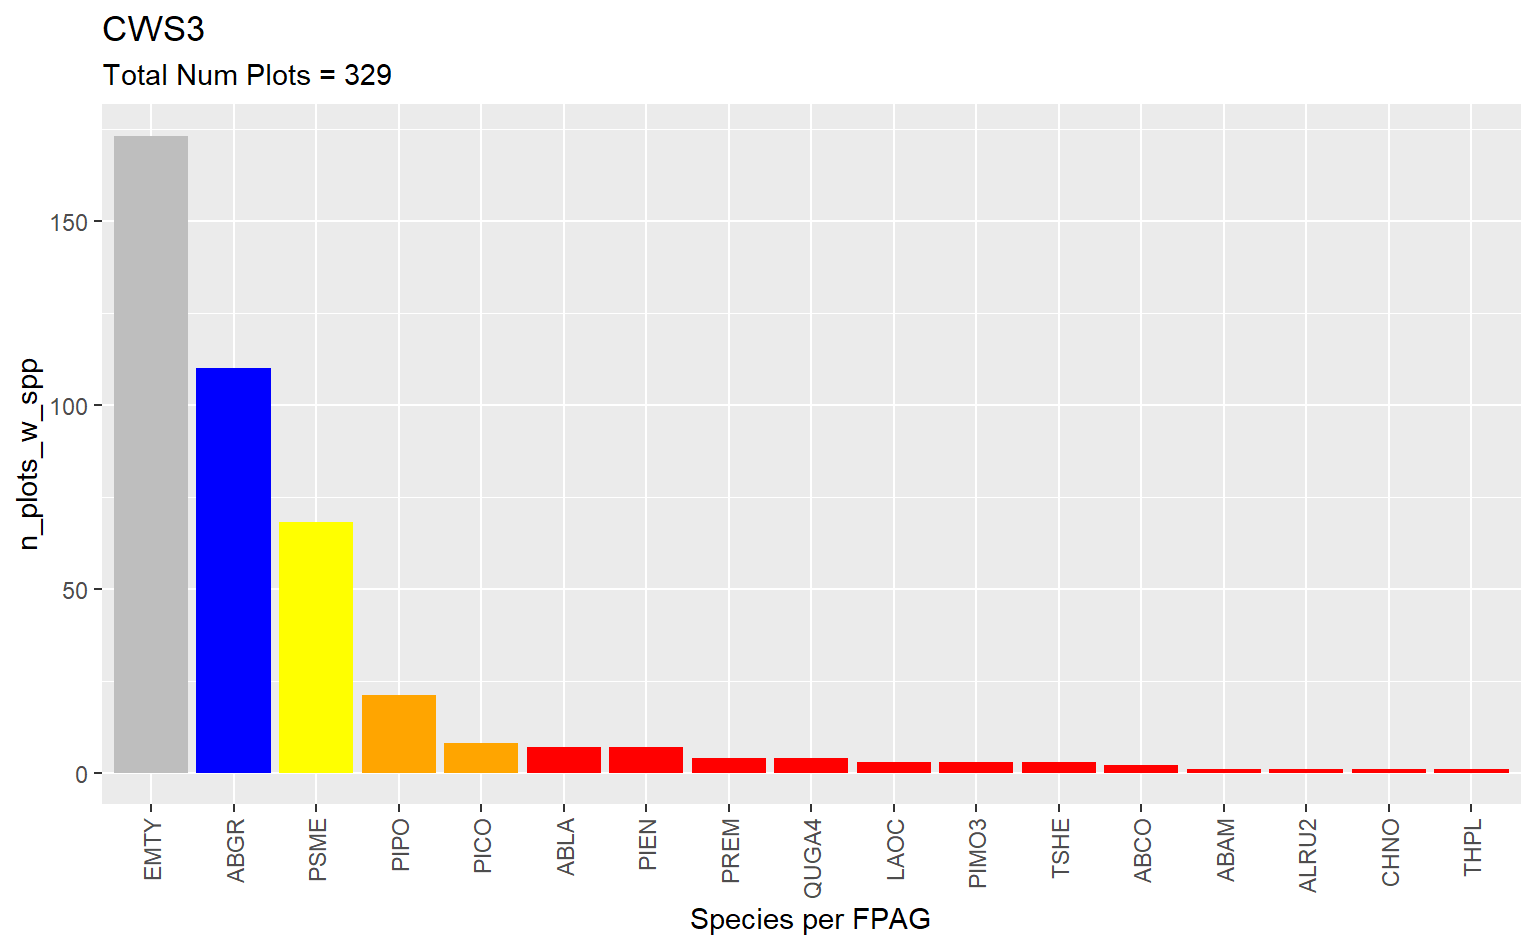 CWS3
Total Num Plots = 329
n_plots_w_spp
150
100
50
0
EMTY
ABGR
PSME
PIPO
PICO
ABLA
PIEN
PREM
QUGA4
LAOC
PIMO3
TSHE
ABCO
ABAM
ALRU2
CHNO
THPL
Species per FPAG